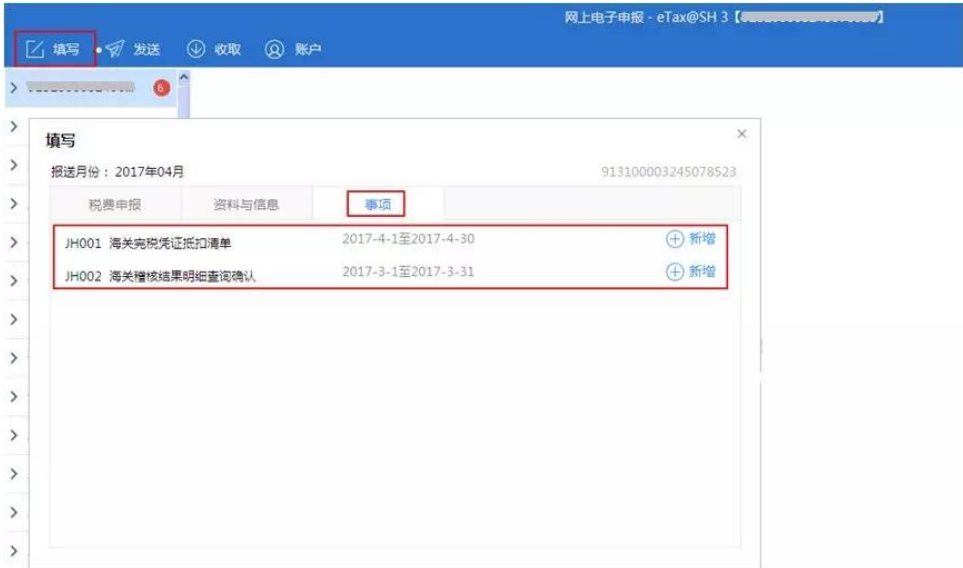 网上电子申报 - eTax@SH 3【
填写 发送 收取 账户
6
填写
报送月份：2017年04月 913100003245078523
税费申报 资料与信息 事项
JH001 海关完税凭证抵扣清单 2017-4-1至2017-4-30 新增
JH002 海关稽核结果明细查询确认 2017-3-1至2017-3-31 新增